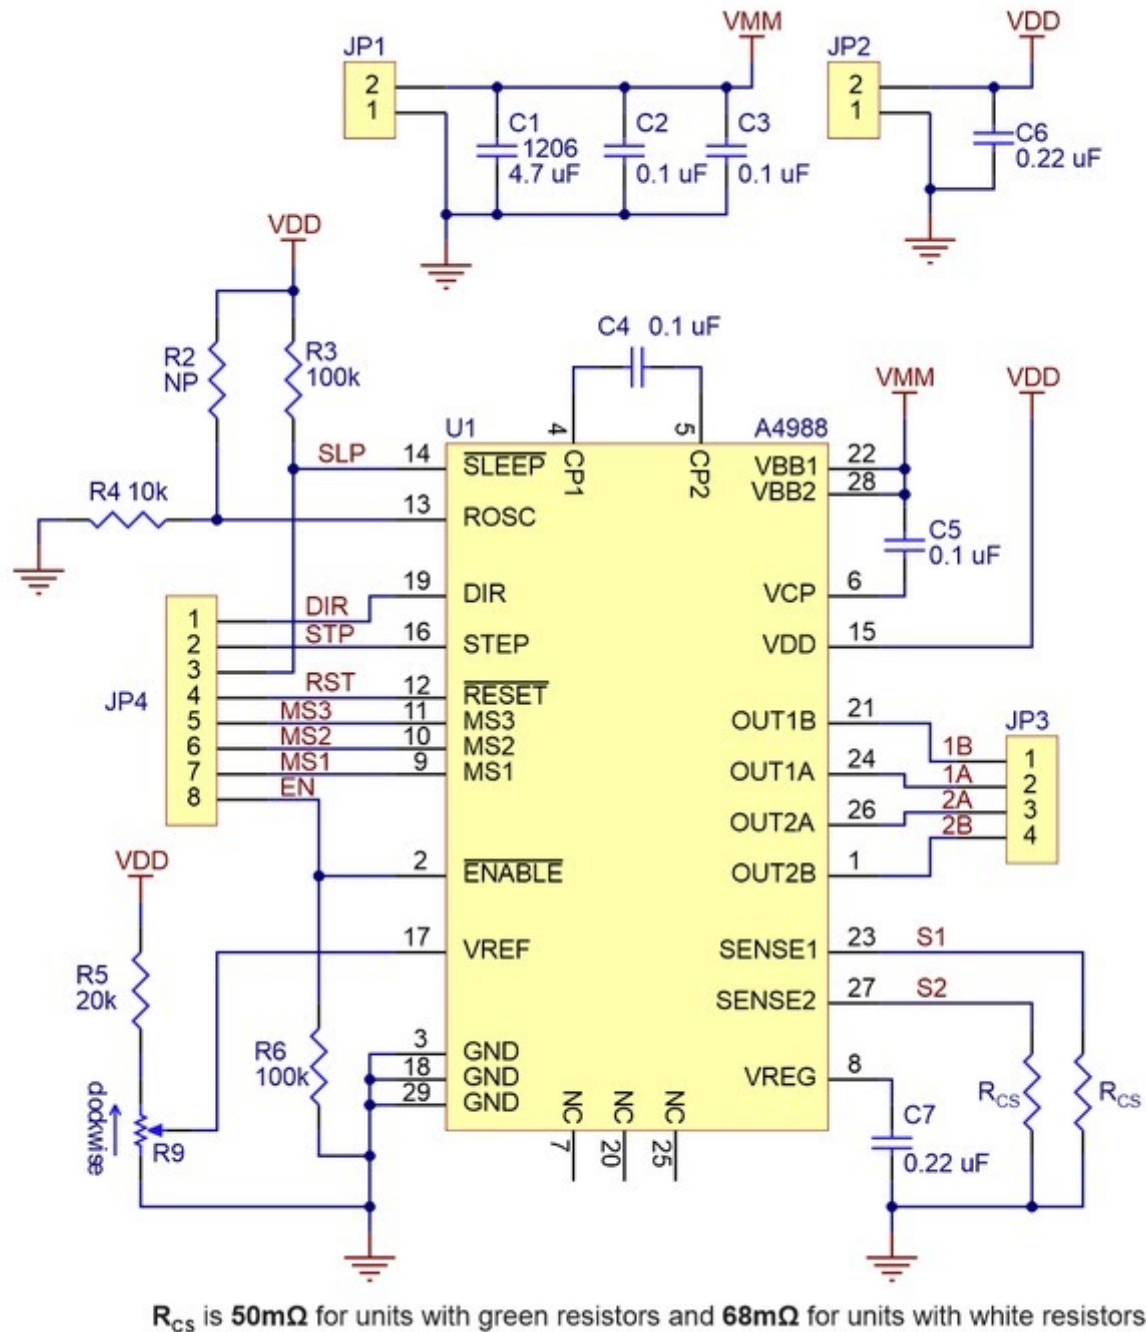 VMM
VDD
JP1
JP2
2
1
2
1
C1
1206
4.7 uF
C2
0.1 uF
C3
0.1 uF
C6
0.22 uF
VDD
R2
NP
R3
100k
C4 0.1 uF
VMM
VDD
U1
A4988
4
CP1
5
CP2
SLP
14
SLEEP
VBB1
22
VBB2
28
R4 10k
13
ROSC
C5
0.1 uF
19
DIR
VCP
6
JP4
1
DIR
2
STP
16
STEP
VDD
15
3
4
RST
12
RESET
5
MS3
11
MS3
6
MS2
10
MS2
7
MS1
9
MS1
8
EN
OUT1B
21
JP3
1B
1
OUT1A
24
1A
2
2A
3
OUT2A
26
2B
4
VDD
2
ENABLE
OUT2B
1
17
VREF
SENSE1
23
S1
R5
20k
SENSE2
27
S2
R6
100k
3
GND
18
GND
29
GND
VREG
8
RCS
RCS
clockwise
R9
NC
7
NC
20
NC
25
C7
0.22 uF
RCS is 50mΩ for units with green resistors and 68mΩ for units with white resistors